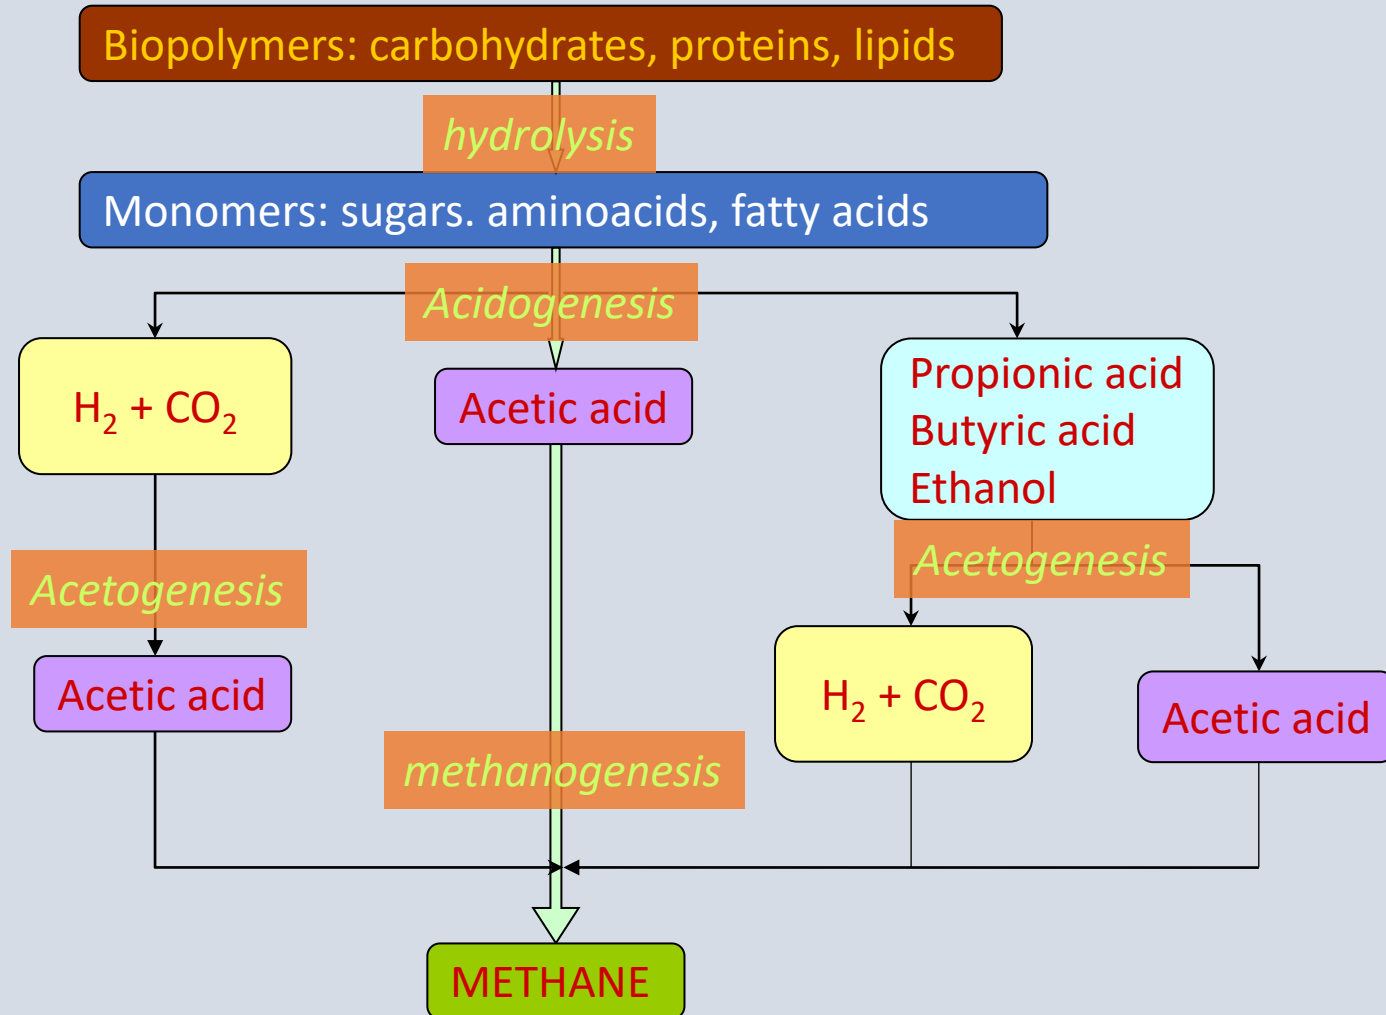 Biopolymers: carbohydrates, proteins, lipids
hydrolysis
Monomers: sugars. aminoacids, fatty acids
Acidogenesis
H₂ + CO₂
Acetic acid
Propionic acid
Butyric acid
Ethanol
Acetogenesis
Acetogenesis
Acetic acid
H₂ + CO₂
Acetic acid
methanogenesis
METHANE